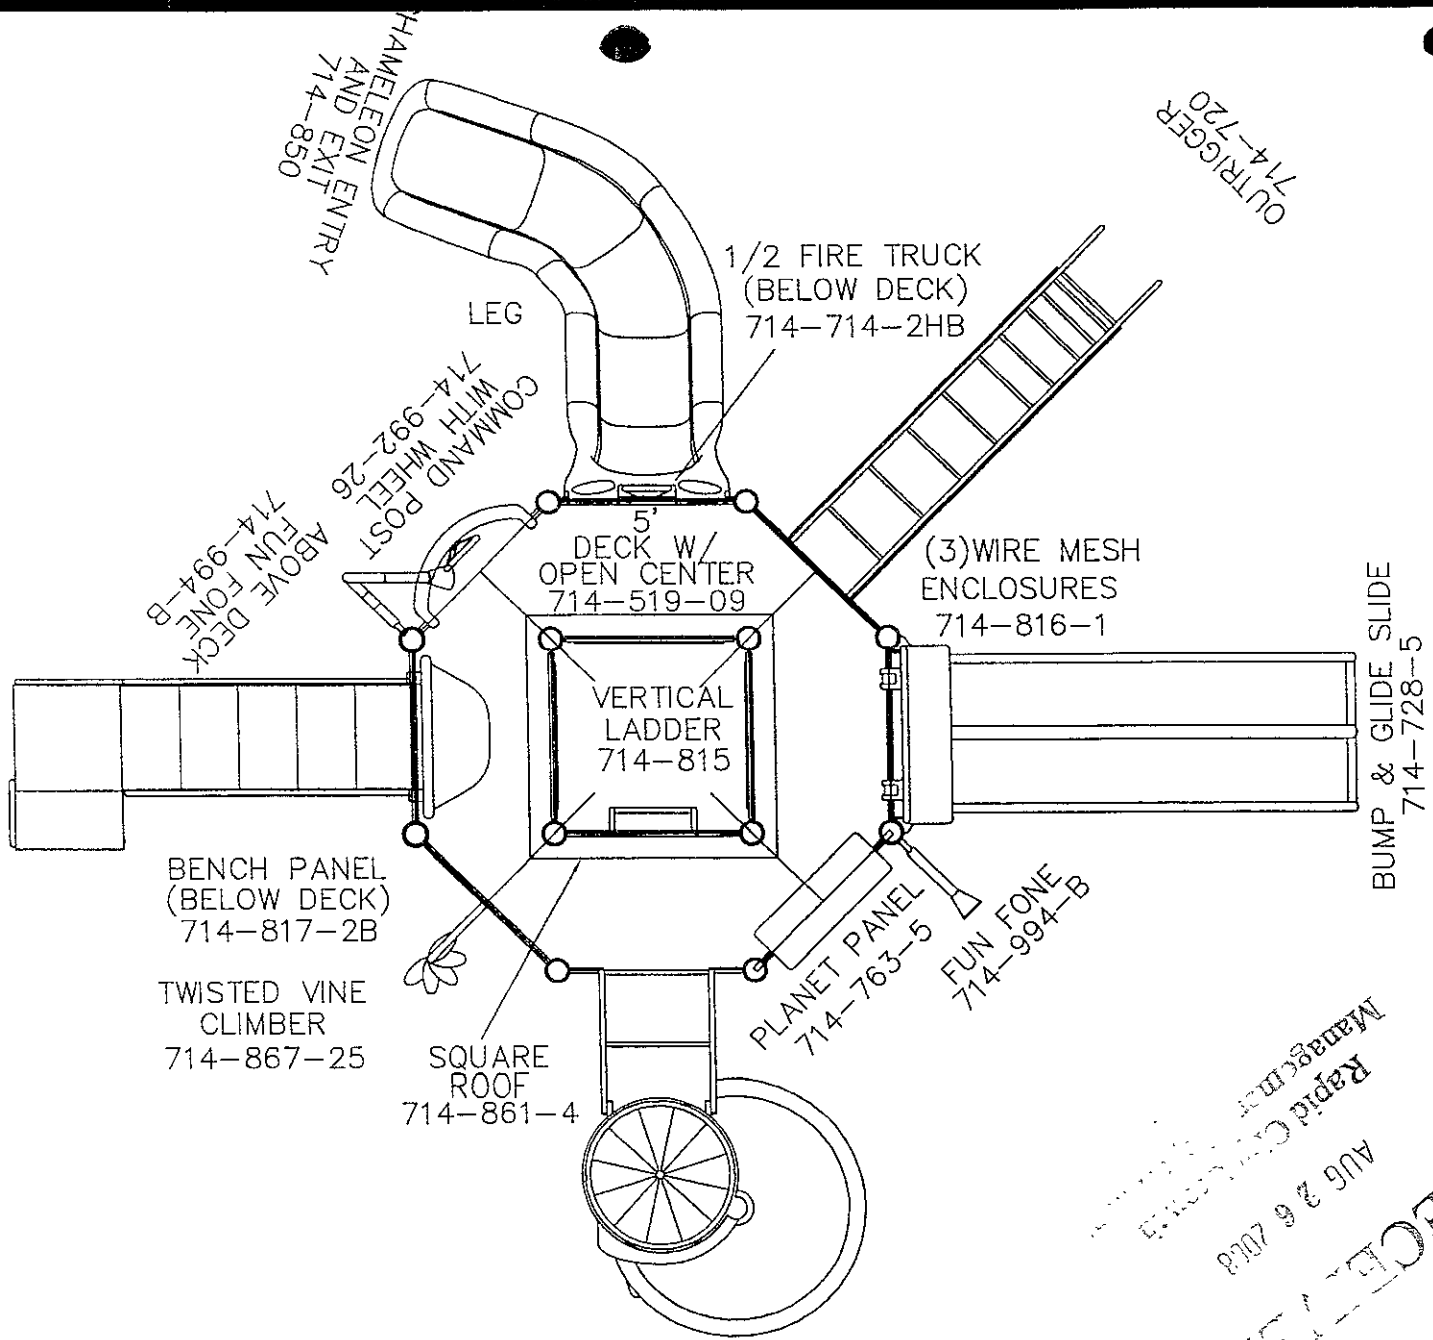 CHAMELEON ENTRY
AND EXIT
714-850
OUTRIGGER
714-720
1/2 FIRE TRUCK
(BELOW DECK)
714-714-2HB
LEG
COMMAND POST
WITH WHEEL
714-992-26
ABOVE DECK
FUN FONE
714-994-B
5'
DECK W/
OPEN CENTER
714-519-09
(3)WIRE MESH
ENCLOSURES
714-816-1
BUMP & GLIDE SLIDE
714-728-5
VERTICAL
LADDER
714-815
BENCH PANEL
(BELOW DECK)
714-817-2B
TWISTED VINE
CLIMBER
714-867-25
SQUARE
ROOF
714-861-4
PLANET PANEL
714-763-5
FUN FONE
714-994-B
AUG 26 2008
Rapid